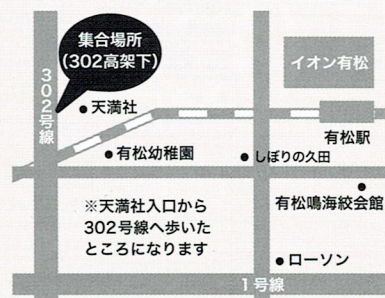 集合場所
(302高架下)
イオン有松
302号線
天満社
有松駅
有松幼稚園
しぼりの久田
有松鳴海絞会館
※天満社入口から
302号線へ歩いた
ところになります
ローソン
1号線